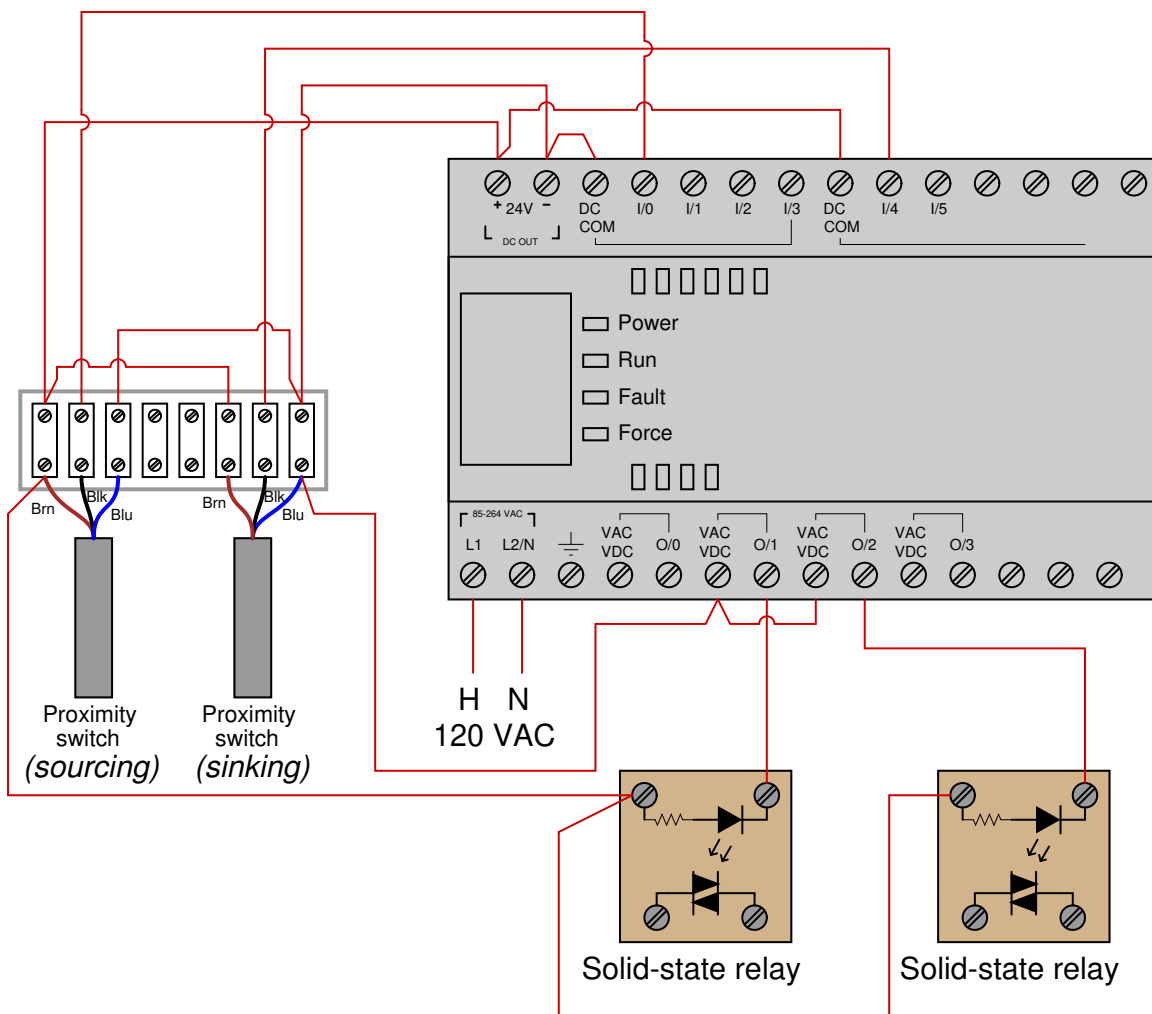 + 24V −
DC OUT
DC
COM
I/0
I/1
I/2
I/3
DC
COM
I/4
I/5
Power
Run
Fault
Force
Brn
Blk
Blu
Brn
Blk
Blu
85-264 VAC
L1
L2/N
VAC
VDC
O/0
VAC
VDC
O/1
VAC
VDC
O/2
VAC
VDC
O/3
H N
120 VAC
Proximity
switch
(sourcing)
Proximity
switch
(sinking)
Solid-state relay
Solid-state relay